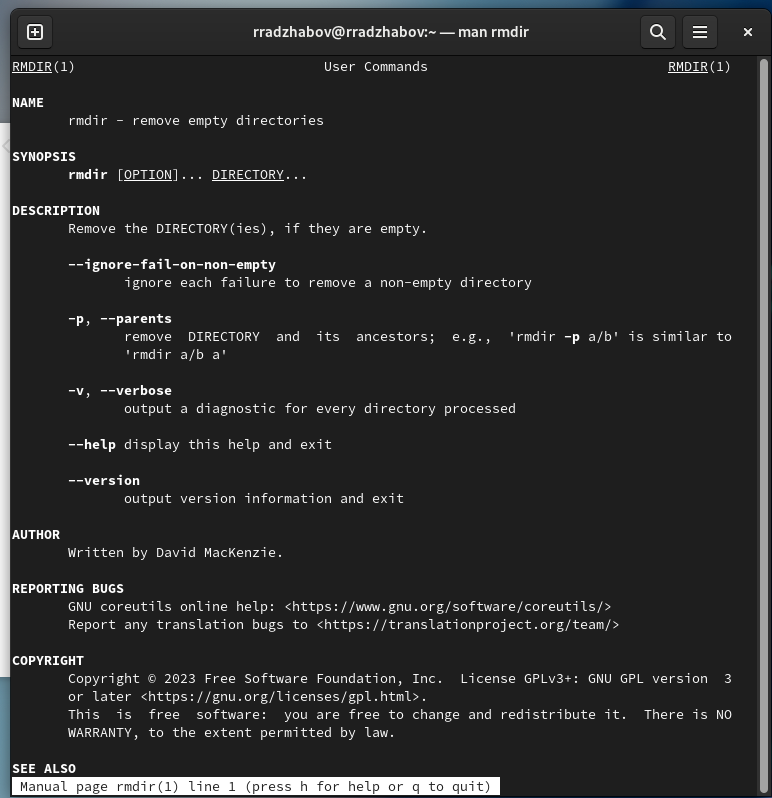 rradzhabov@rradzhabov:~ — man rmdir
RMDIR(1) User Commands RMDIR(1)
NAME
rmdir - remove empty directories
SYNOPSIS
rmdir [OPTION]... DIRECTORY...
DESCRIPTION
Remove the DIRECTORY(ies), if they are empty.
--ignore-fail-on-non-empty
ignore each failure to remove a non-empty directory
-p, --parents
remove DIRECTORY and its ancestors; e.g., 'rmdir -p a/b' is similar to
'rmdir a/b a'
-v, --verbose
output a diagnostic for every directory processed
--help display this help and exit
--version
output version information and exit
AUTHOR
Written by David MacKenzie.
REPORTING BUGS
GNU coreutils online help: <https://www.gnu.org/software/coreutils/>
Report any translation bugs to <https://translationproject.org/team/>
COPYRIGHT
Copyright © 2023 Free Software Foundation, Inc. License GPLv3+: GNU GPL version 3
or later <https://gnu.org/licenses/gpl.html>.
This is free software: you are free to change and redistribute it. There is NO
WARRANTY, to the extent permitted by law.
SEE ALSO
Manual page rmdir(1) line 1 (press h for help or q to quit)